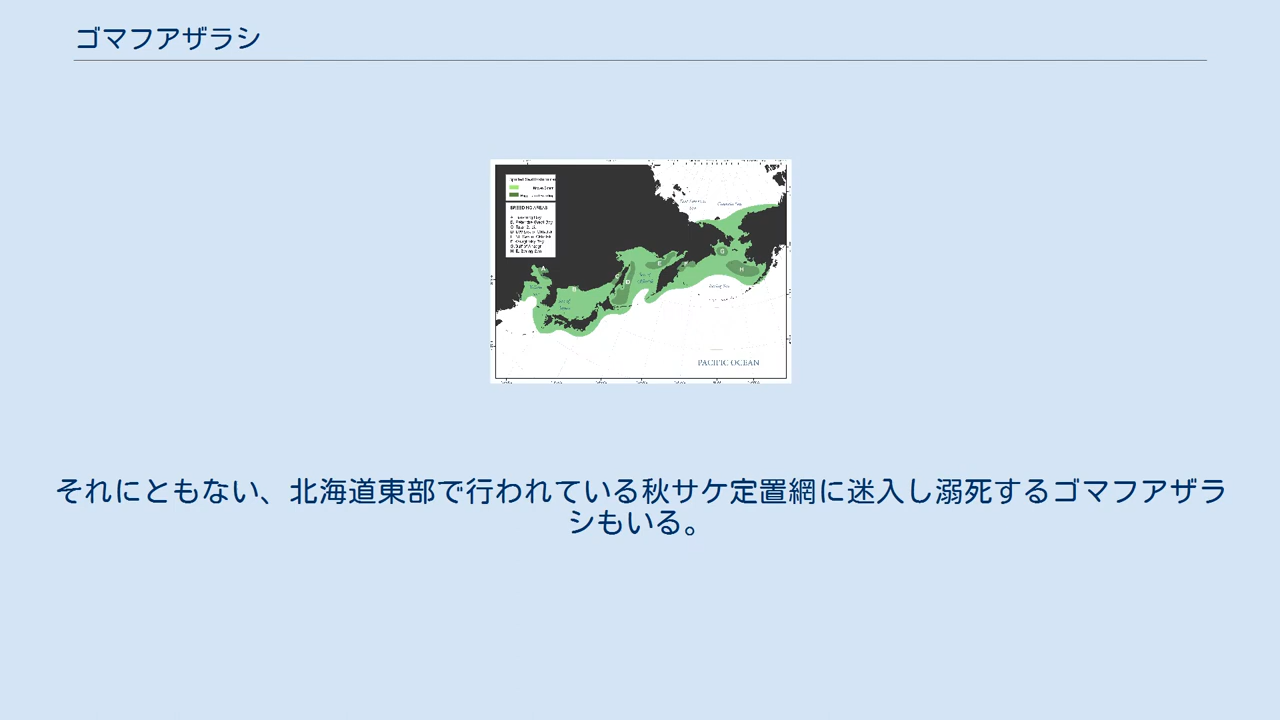 ゴマフアザラシ
BREEDING AREAS
PACIFIC OCEAN
それにともない、北海道東部で行われている秋サケ定置網に迷入し溺死するゴマフアザラ
シもいる。